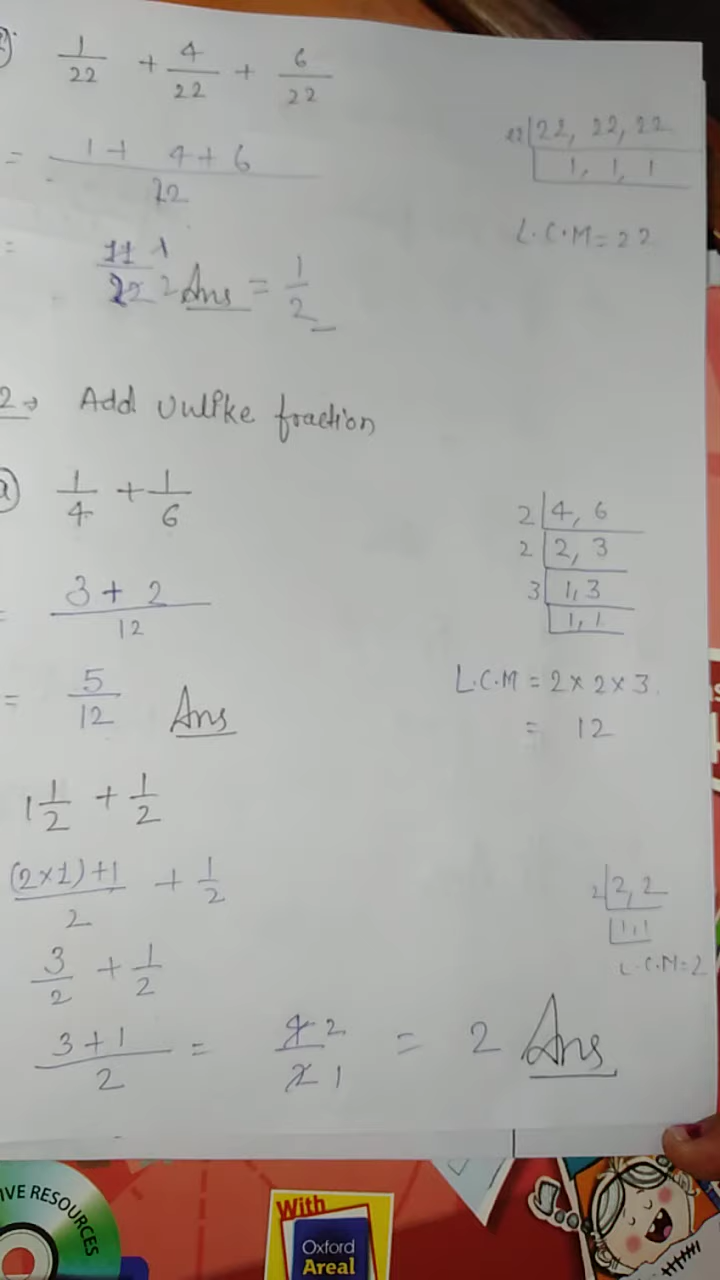 1/22 + 4/22 + 6/22
22 | 22, 22, 22
= 1 + 4 + 6 / 22
1, 1, 1
L.C.M = 22
= 11/22 1/2 Ans = 1/2
2→ Add Unlike fraction
a) 1/4 + 1/6
2 | 4, 6
2 | 2, 3
= 3 + 2 / 12
3 | 1, 3
1, 1
= 5/12 Ans
L.C.M = 2 x 2 x 3.
= 12
1 1/2 + 1/2
(2x1)+1 / 2 + 1/2
2 | 2, 2
1, 1
3/2 + 1/2
L.C.M = 2
3+1 / 2 = 4/2 2/1 = 2 Ans
IVE RESOURCES
With
Oxford
Areal